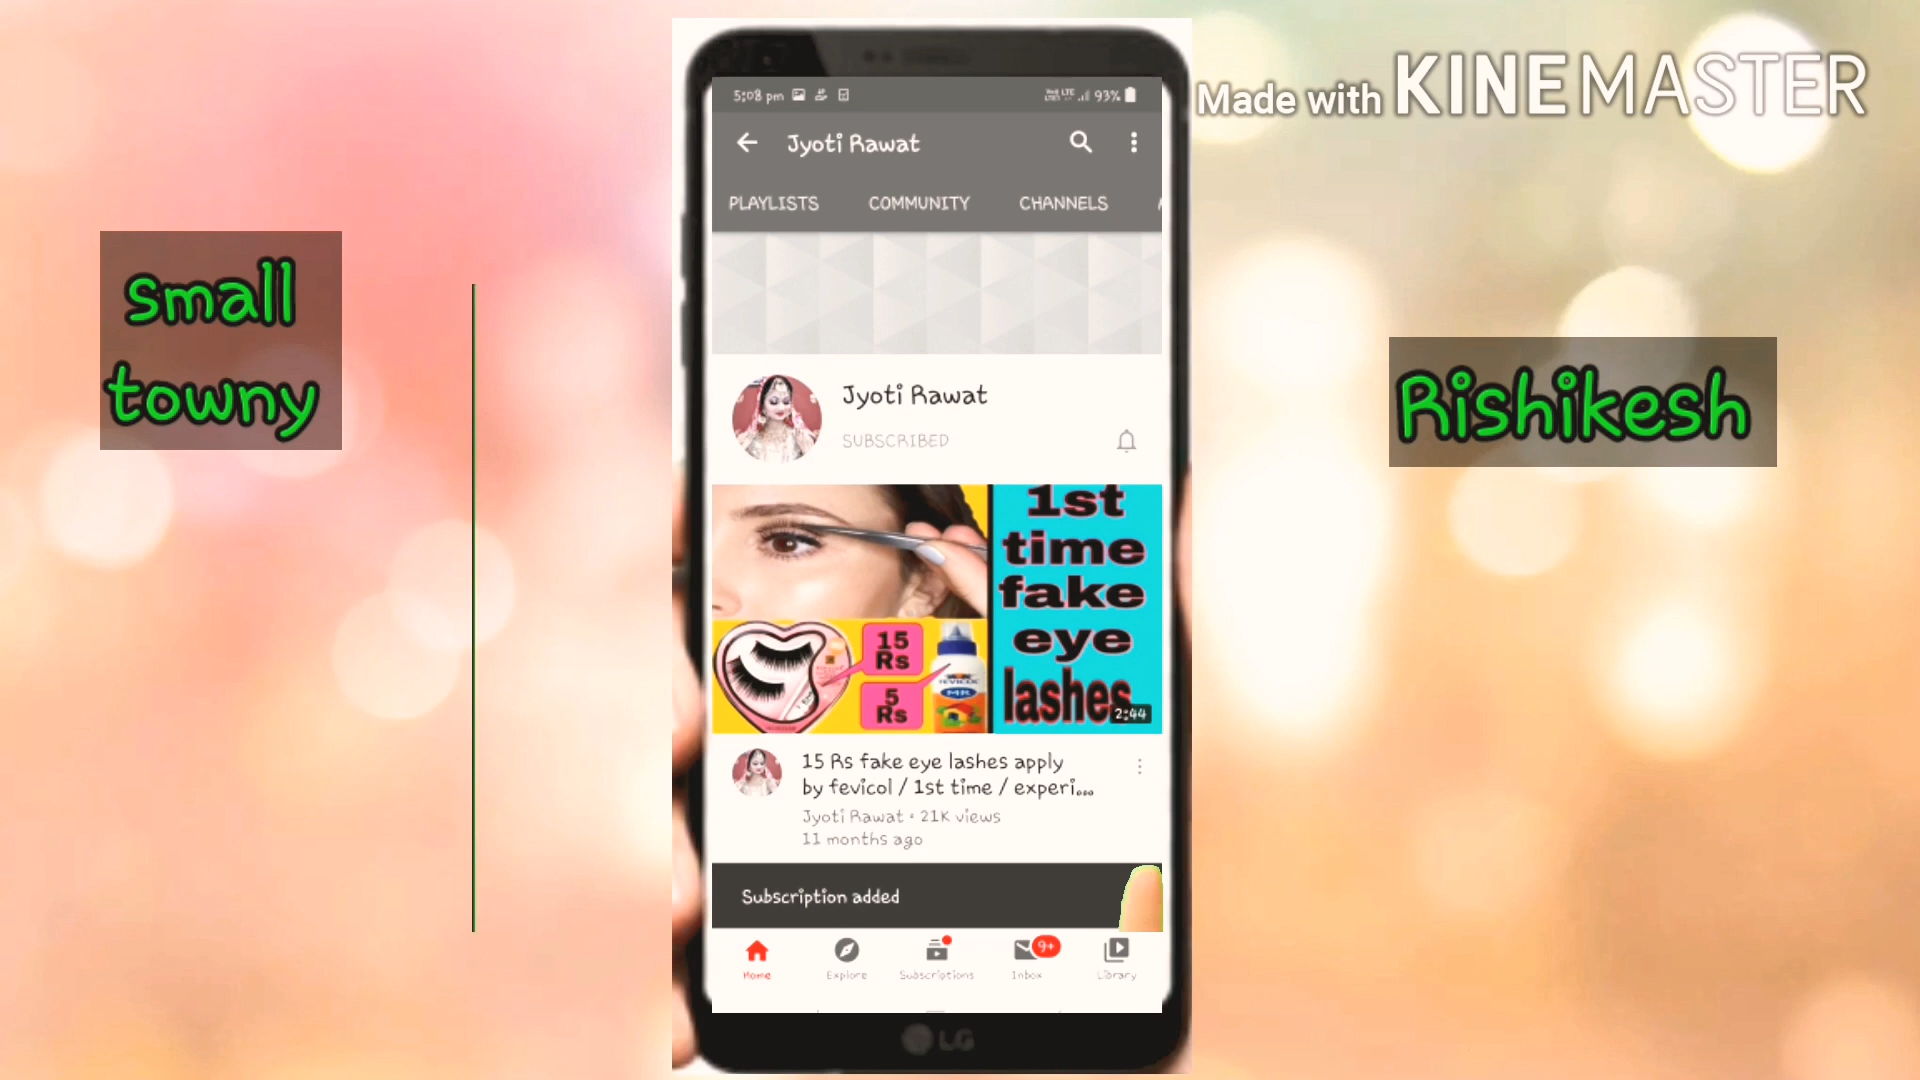 Made with KINEMASTER
small
towny
Rishikesh
5:08 pm
93%
Jyoti Rawat
PLAYLISTS COMMUNITY CHANNELS
Jyoti Rawat
SUBSCRIBED
1st
time
fake
eye
lashes
15
Rs
5
Rs
FEVICOL
MR
2:44
15 Rs fake eye lashes apply
by fevicol / 1st time / experi...
Jyoti Rawat • 21K views
11 months ago
Subscription added
9+
Home Explore Subscriptions Inbox Library
LG